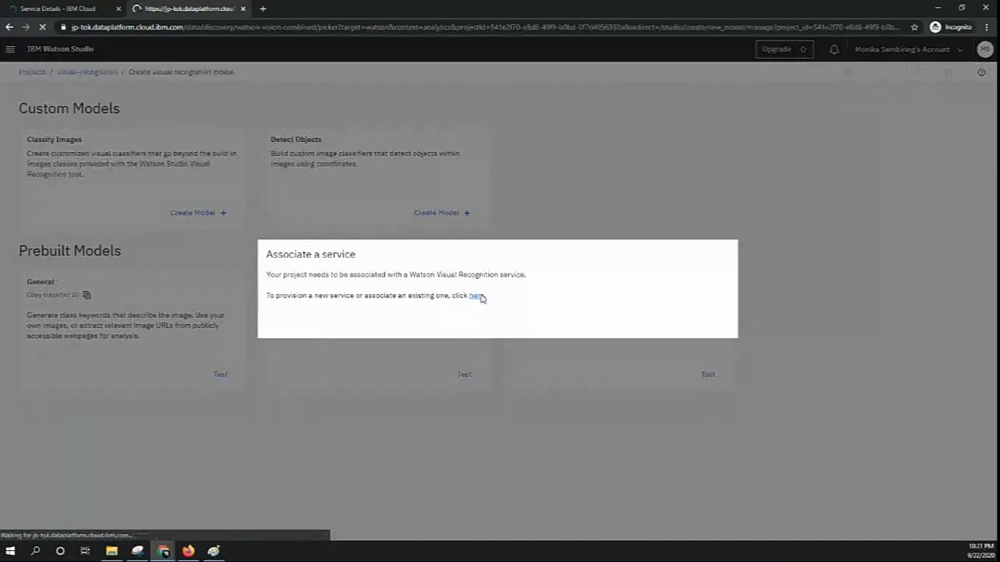 Service Details - IBM Cloud
https://jp-tok.dataplatform.cloud
jp-tok.dataplatform.cloud.ibm.com/data/discovery/watson-vision-combined/picker?target=watson&context=analytics&projectId=541e2f70-e8d8-49f9-b0bd-0f7d4056392a&redirect=/studio/create/new_model/manage?project_id=541e2f70-e8d8-49f9-b0bc...
Incognito
IBM Watson Studio
Upgrade
Monika Sembiring's Account
MS
Projects / visual-recognition / Create visual recognition model
Custom Models
Classify Images
Create customized visual classifiers that go beyond the built-in
images classes provided with the Watson Studio Visual
Recognition tool.
Create Model +
Detect Objects
Build custom image classifiers that detect objects within
images using coordinates.
Create Model +
Prebuilt Models
General
Copy classifier ID
Generate class keywords that describe the image. Use your
own images, or extract relevant image URLs from publicly
accessible webpages for analysis.
Test
Test
Test
Associate a service
Your project needs to be associated with a Watson Visual Recognition service.
To provision a new service or associate an existing one, click here.
Waiting for jp-tok.dataplatform.cloud.ibm.com...
10:21 PM
9/22/2020